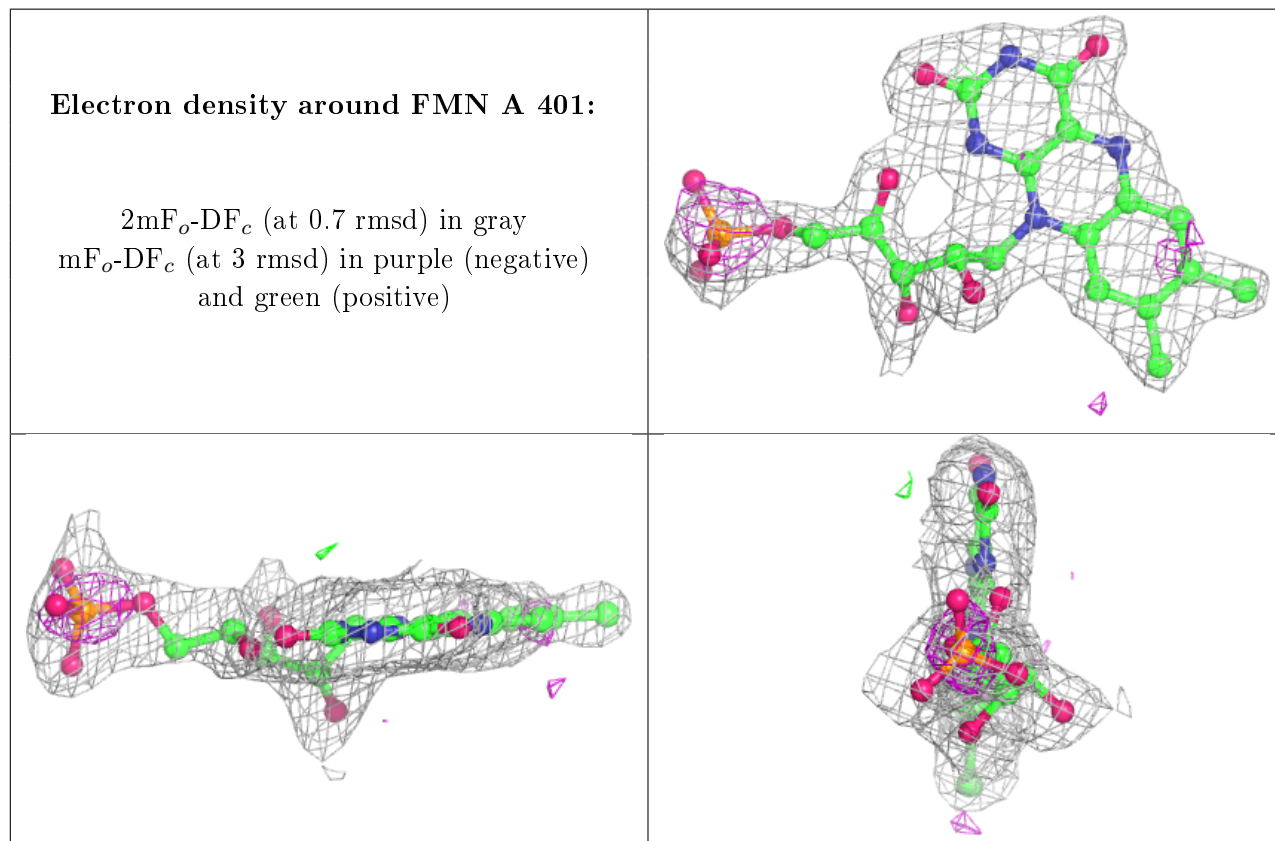 Electron density around FMN A 401:
2mFₒ-DF𝒸 (at 0.7 rmsd) in gray
mFₒ-DF𝒸 (at 3 rmsd) in purple (negative)
and green (positive)